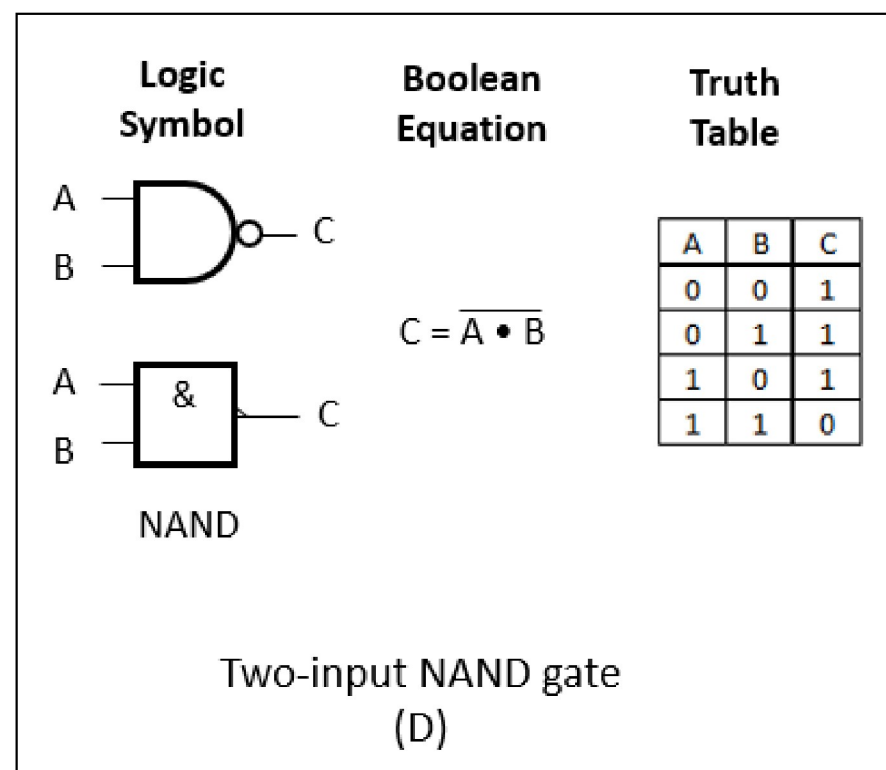 Logic Symbol
Boolean Equation
Truth Table
A
B
C
A
B
&
C
NAND
C = \overline{A • B}
A B C
0 0 1
0 1 1
1 0 1
1 1 0
Two-input NAND gate
(D)